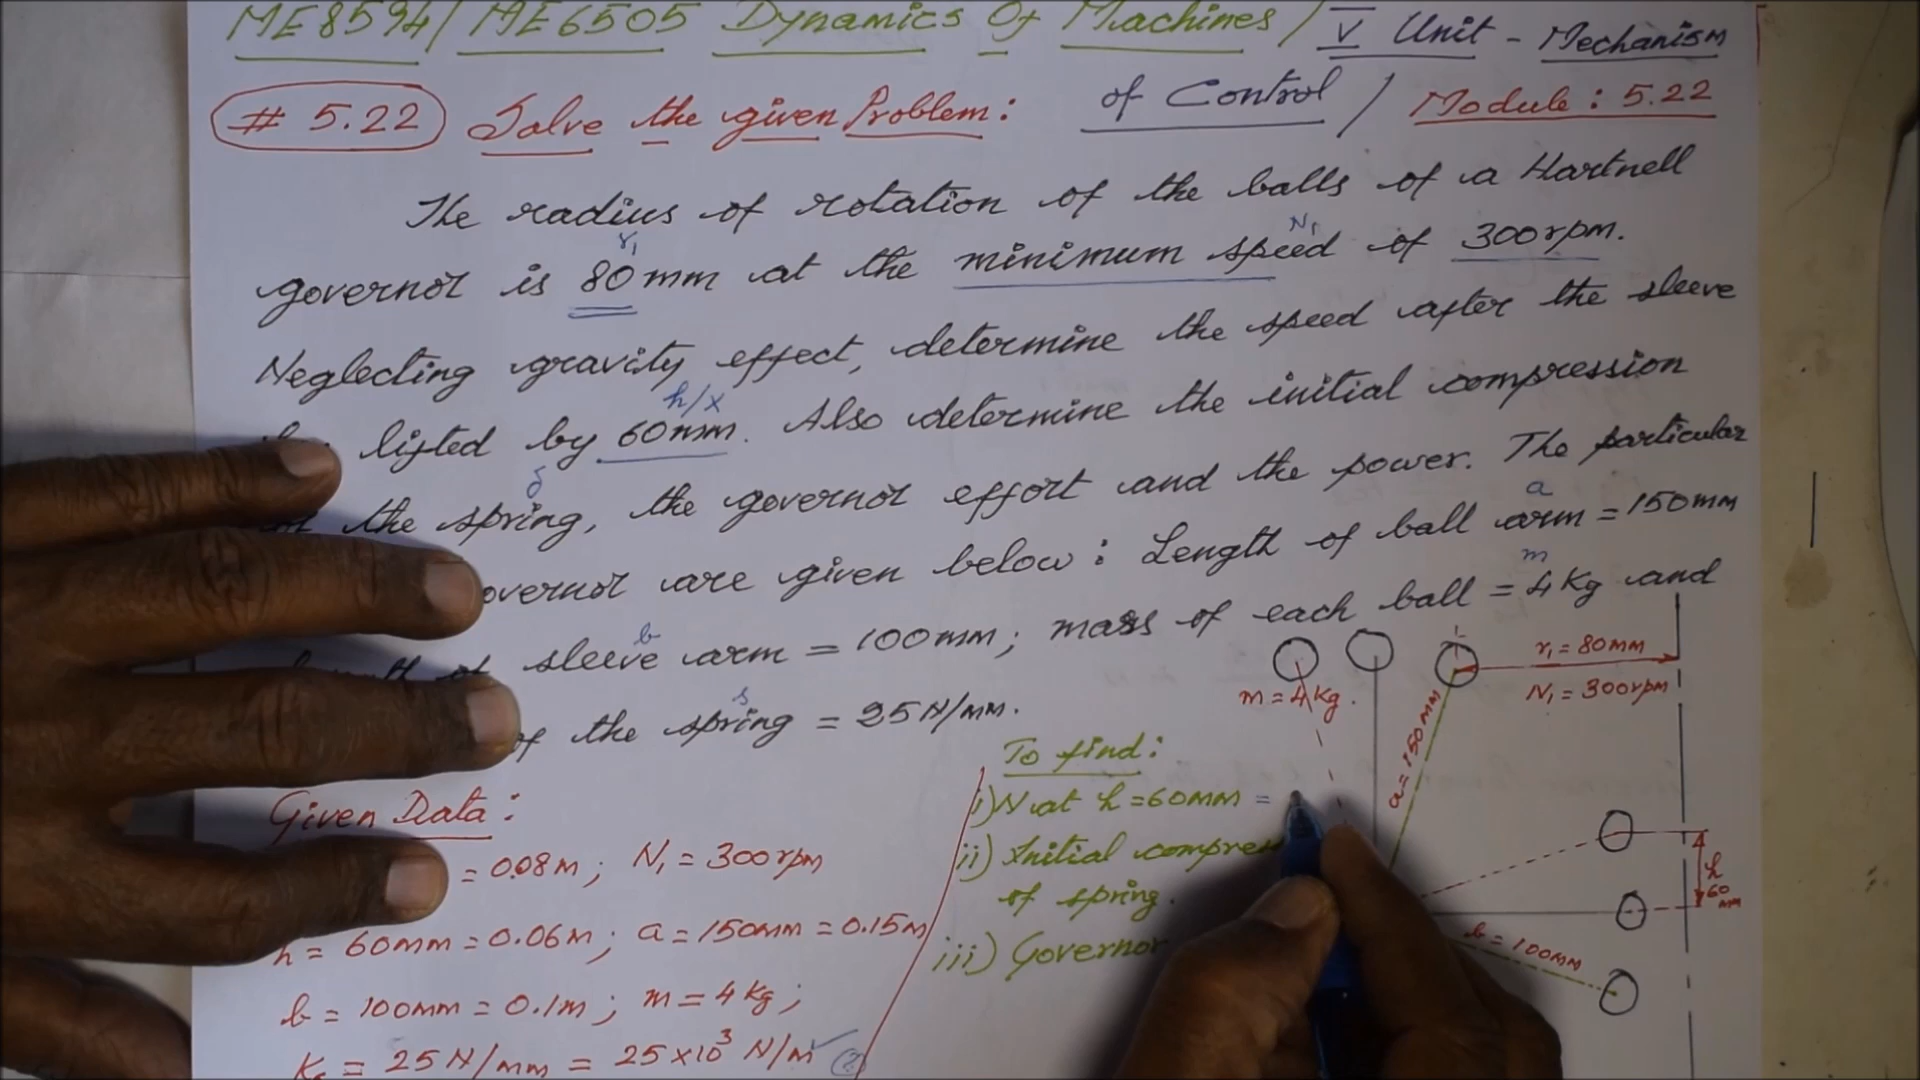 ME8594/ME6505 Dynamics Of Machines / V Unit - Mechanism
of Control / Module: 5.22
# 5.22 Solve the given Problem:
The radius of rotation of the balls of a Hartnell
r₁ N₁
governor is 80mm at the minimum speed of 300rpm.
Neglecting gravity effect, determine the speed after the sleeve
h/x
lifted by 60mm. Also determine the initial compression
δ
the spring, the governor effort and the power. The particular
a
overnor are given below: Length of ball arm = 150mm
b m
sleeve arm = 100mm; mass of each ball = 4Kg and
s
of the spring = 25N/mm.
Given Data:
= 0.08m; N₁ = 300rpm
h = 60mm = 0.06m; a = 150mm = 0.15m
b = 100mm = 0.1m; m = 4Kg;
= 25N/mm = 25×10³ N/m
To find:
i) N at h = 60mm =
ii) Initial compres
of spring.
iii) Governor
m = 4Kg.
r₁ = 80mm
N₁ = 300rpm
a = 150mm
h
60
mm
b = 100mm